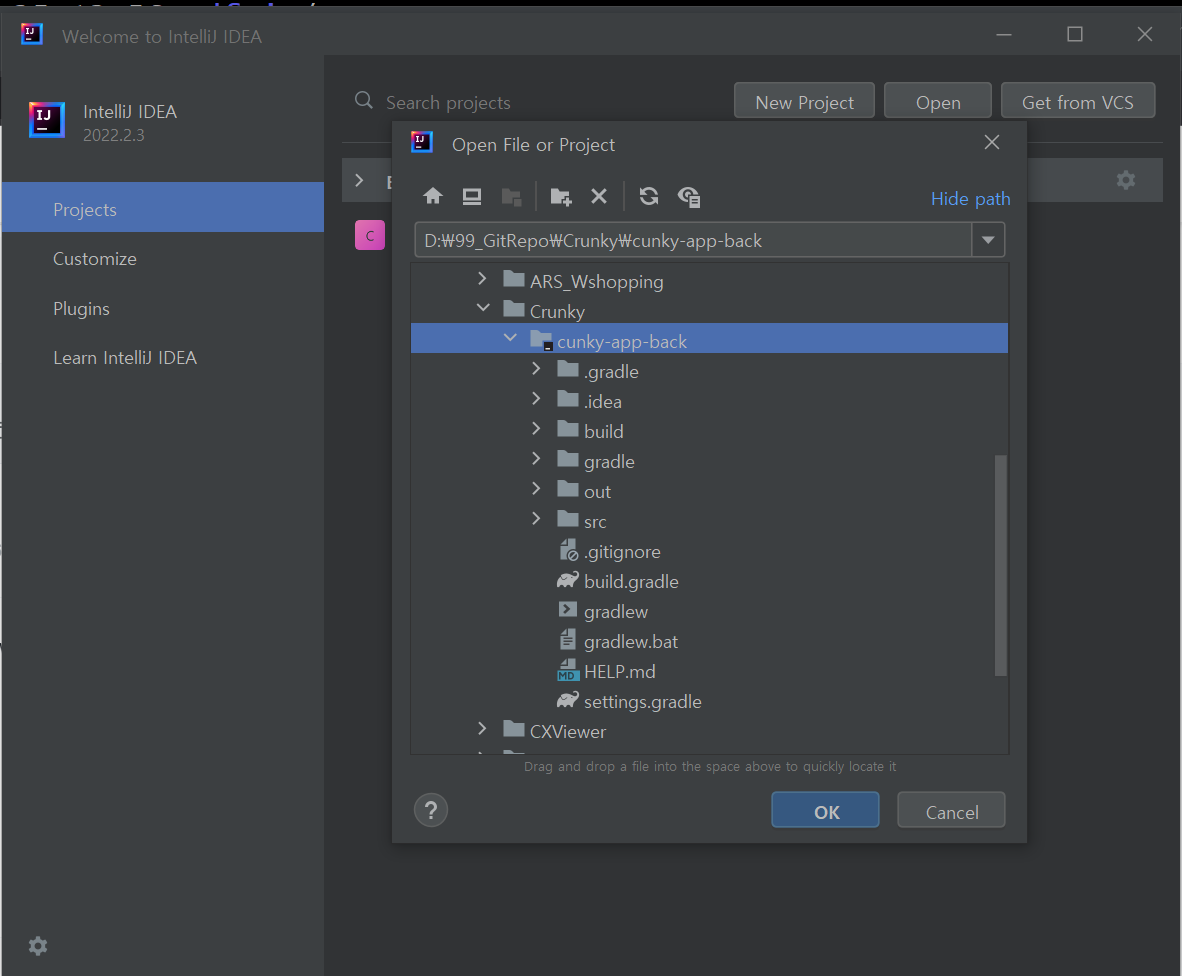 Welcome to IntelliJ IDEA
IntelliJ IDEA
2022.2.3
Projects
Customize
Plugins
Learn IntelliJ IDEA
Search projects
New Project
Open
Get from VCS
C
Open File or Project
Hide path
D:₩99_GitRepo₩Crunky₩cunky-app-back
ARS_Wshopping
Crunky
cunky-app-back
.gradle
.idea
build
gradle
out
src
.gitignore
build.gradle
gradlew
gradlew.bat
MD HELP.md
settings.gradle
CXViewer
Drag and drop a file into the space above to quickly locate it
?
OK
Cancel